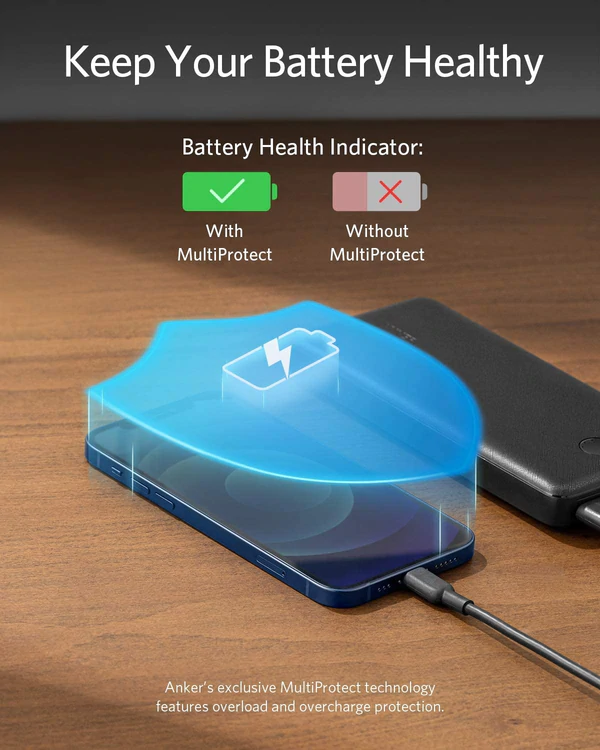 Keep Your Battery Healthy
Battery Health Indicator:
With
MultiProtect
Without
MultiProtect
Anker's exclusive MultiProtect technology
features overload and overcharge protection.